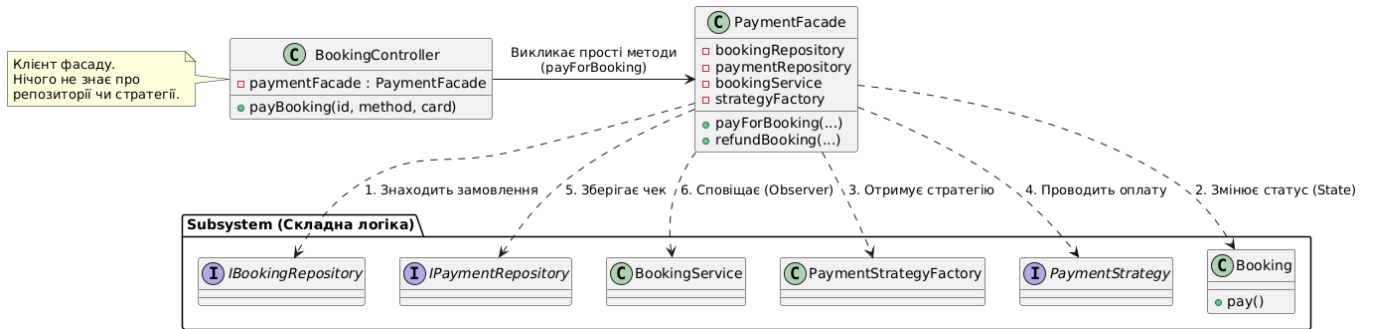 Клієнт фасаду.
Нічого не знає про
репозиторії чи стратегії.
C BookingController
paymentFacade : PaymentFacade
payBooking(id, method, card)
Викликає прості методи
(payForBooking)
C PaymentFacade
bookingRepository
paymentRepository
bookingService
strategyFactory
payForBooking(...)
refundBooking(...)
1. Знаходить замовлення
5. Зберігає чек
6. Сповіщає (Observer)
3. Отримує стратегію
4. Проводить оплату
2. Змінює статус (State)
Subsystem (Складна логіка)
I IBookingRepository
I IPaymentRepository
C BookingService
C PaymentStrategyFactory
I PaymentStrategy
C Booking
pay()